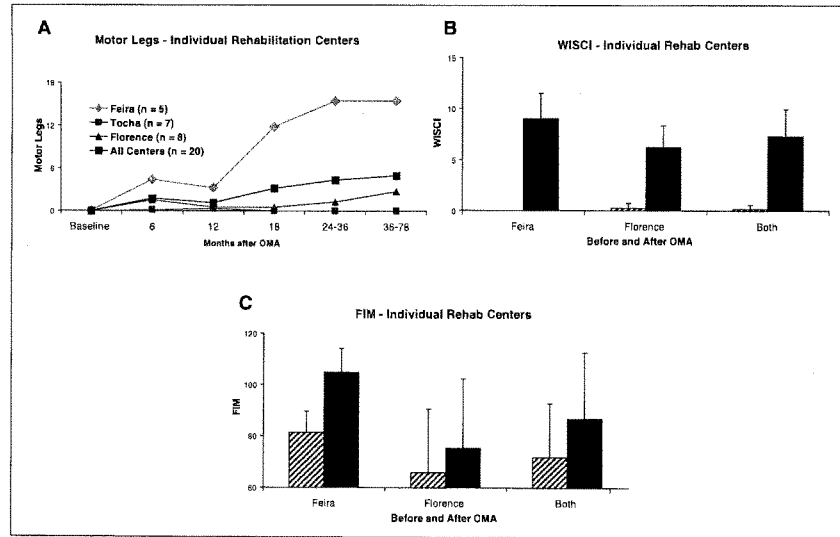 A
Motor Legs - Individual Rehabilitation Centers
18
12
6
0
Motor Legs
Feira (n = 5)
Tocha (n = 7)
Florence (n = 8)
All Centers (n = 20)
Baseline 6 12 18 24-36 36-78
Months after OMA
B
WISCI - Individual Rehab Centers
15
10
5
0
WISCI
Feira Florence Both
Before and After OMA
C
FIM - Individual Rehab Centers
120
100
80
60
FIM
Feira Florence Both
Before and After OMA